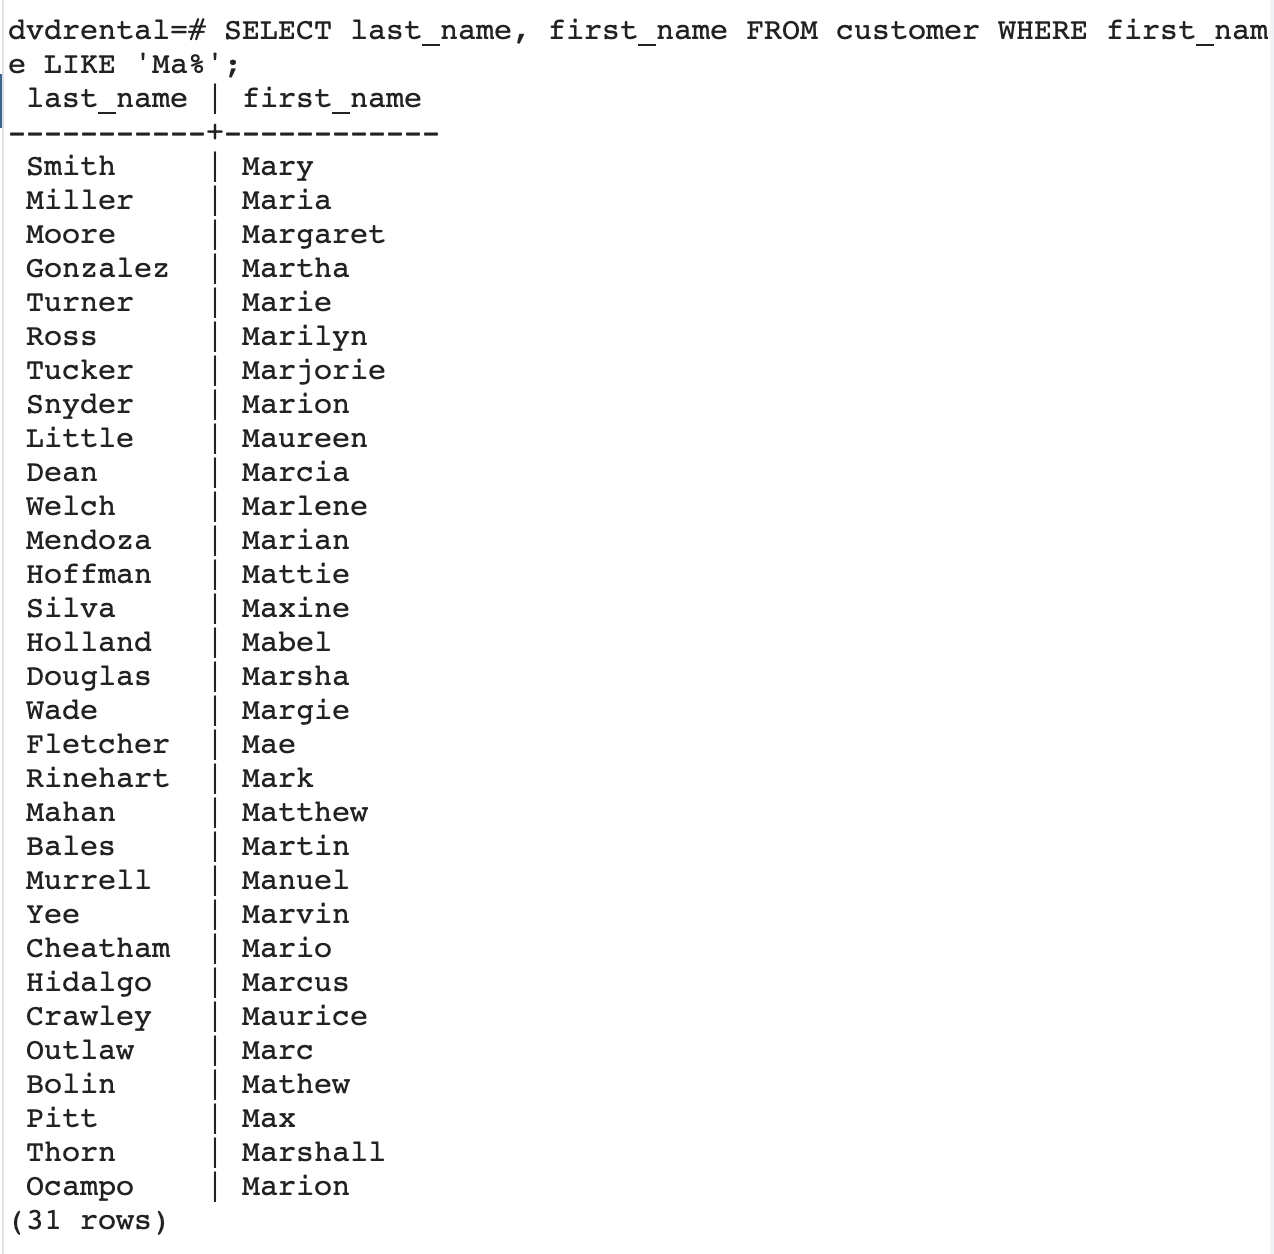 dvdrental=# SELECT last_name, first_name FROM customer WHERE first_nam
e LIKE 'Ma%';
 last_name | first_name
-----------+------------
 Smith     | Mary
 Miller    | Maria
 Moore     | Margaret
 Gonzalez  | Martha
 Turner    | Marie
 Ross      | Marilyn
 Tucker    | Marjorie
 Snyder    | Marion
 Little    | Maureen
 Dean      | Marcia
 Welch     | Marlene
 Mendoza   | Marian
 Hoffman   | Mattie
 Silva     | Maxine
 Holland   | Mabel
 Douglas   | Marsha
 Wade      | Margie
 Fletcher  | Mae
 Rinehart  | Mark
 Mahan     | Matthew
 Bales     | Martin
 Murrell   | Manuel
 Yee       | Marvin
 Cheatham  | Mario
 Hidalgo   | Marcus
 Crawley   | Maurice
 Outlaw    | Marc
 Bolin     | Mathew
 Pitt      | Max
 Thorn     | Marshall
 Ocampo    | Marion
(31 rows)